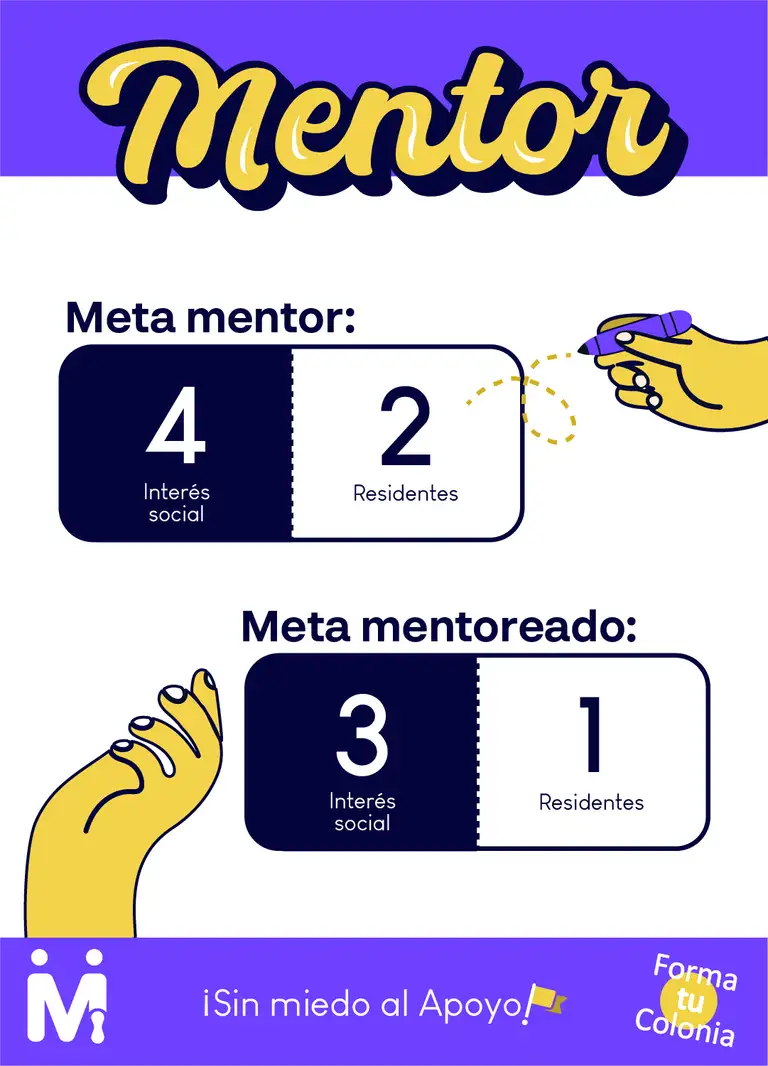 Mentor
Meta mentor:
4
Interés
social
2
Residentes
Meta mentoreado:
3
Interés
social
1
Residentes
M
¡Sin miedo al Apoyo!
Forma
tu
Colonia